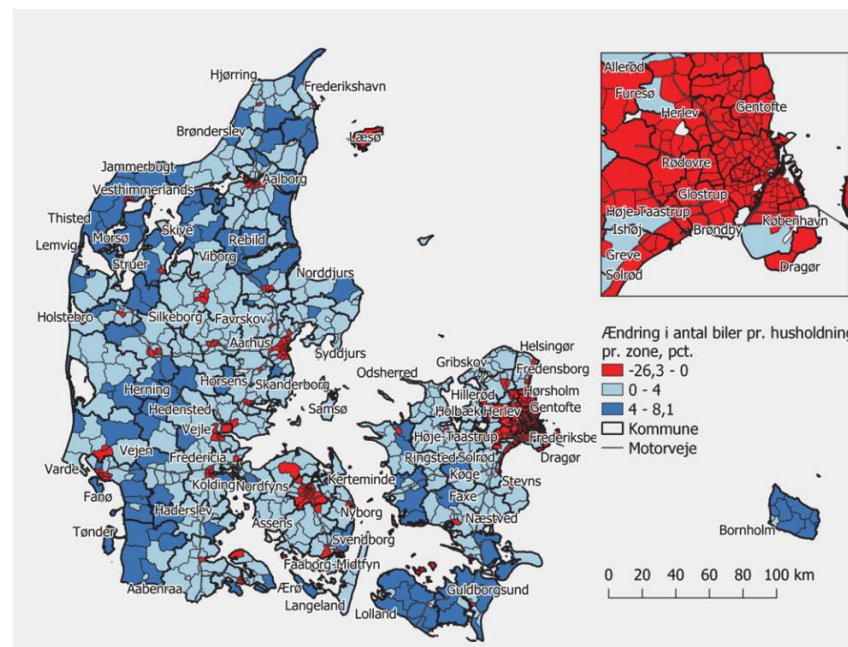 Hjørring
Frederikshavn
Brønderslev
Læsø
Jammerbugt
Aalborg
Vesthimmerlands
Thisted
Morsø
Skive
Rebild
Lemvig
Struer
Viborg
Norddjurs
Holstebro
Silkeborg
Favrskov
Aarhus
Syddjurs
Herning
Horsens
Skanderborg
Hedensted
Samsø
Vejle
Varde
Vejen
Fredericia
Fanø
Kolding
Nordfyns
Kerteminde
Haderslev
Assens
Nyborg
Tønder
Svendborg
Faaborg-Midtfyn
Aabenraa
Ærø
Langeland
Lolland
Guldborgsund
Odsherred
Gribskov
Helsingør
Fredensborg
Hillerød
Hørsholm
Holbæk
Herlev
Gentofte
Høje-Taastrup
Frederiksbe
Dragør
Ringsted
Solrød
Køge
Stevns
Faxe
Næstved
Bornholm
Allerød
Furesø
Herlev
Gentofte
Rødovre
Glostrup
Høje-Taastrup
København
Ishøj
Brøndby
Greve
Dragør
Solrød
Ændring i antal biler pr. husholdning
pr. zone, pct.
-26,3 - 0
0 - 4
4 - 8,1
Kommune
Motorveje
0 20 40 60 80 100 km